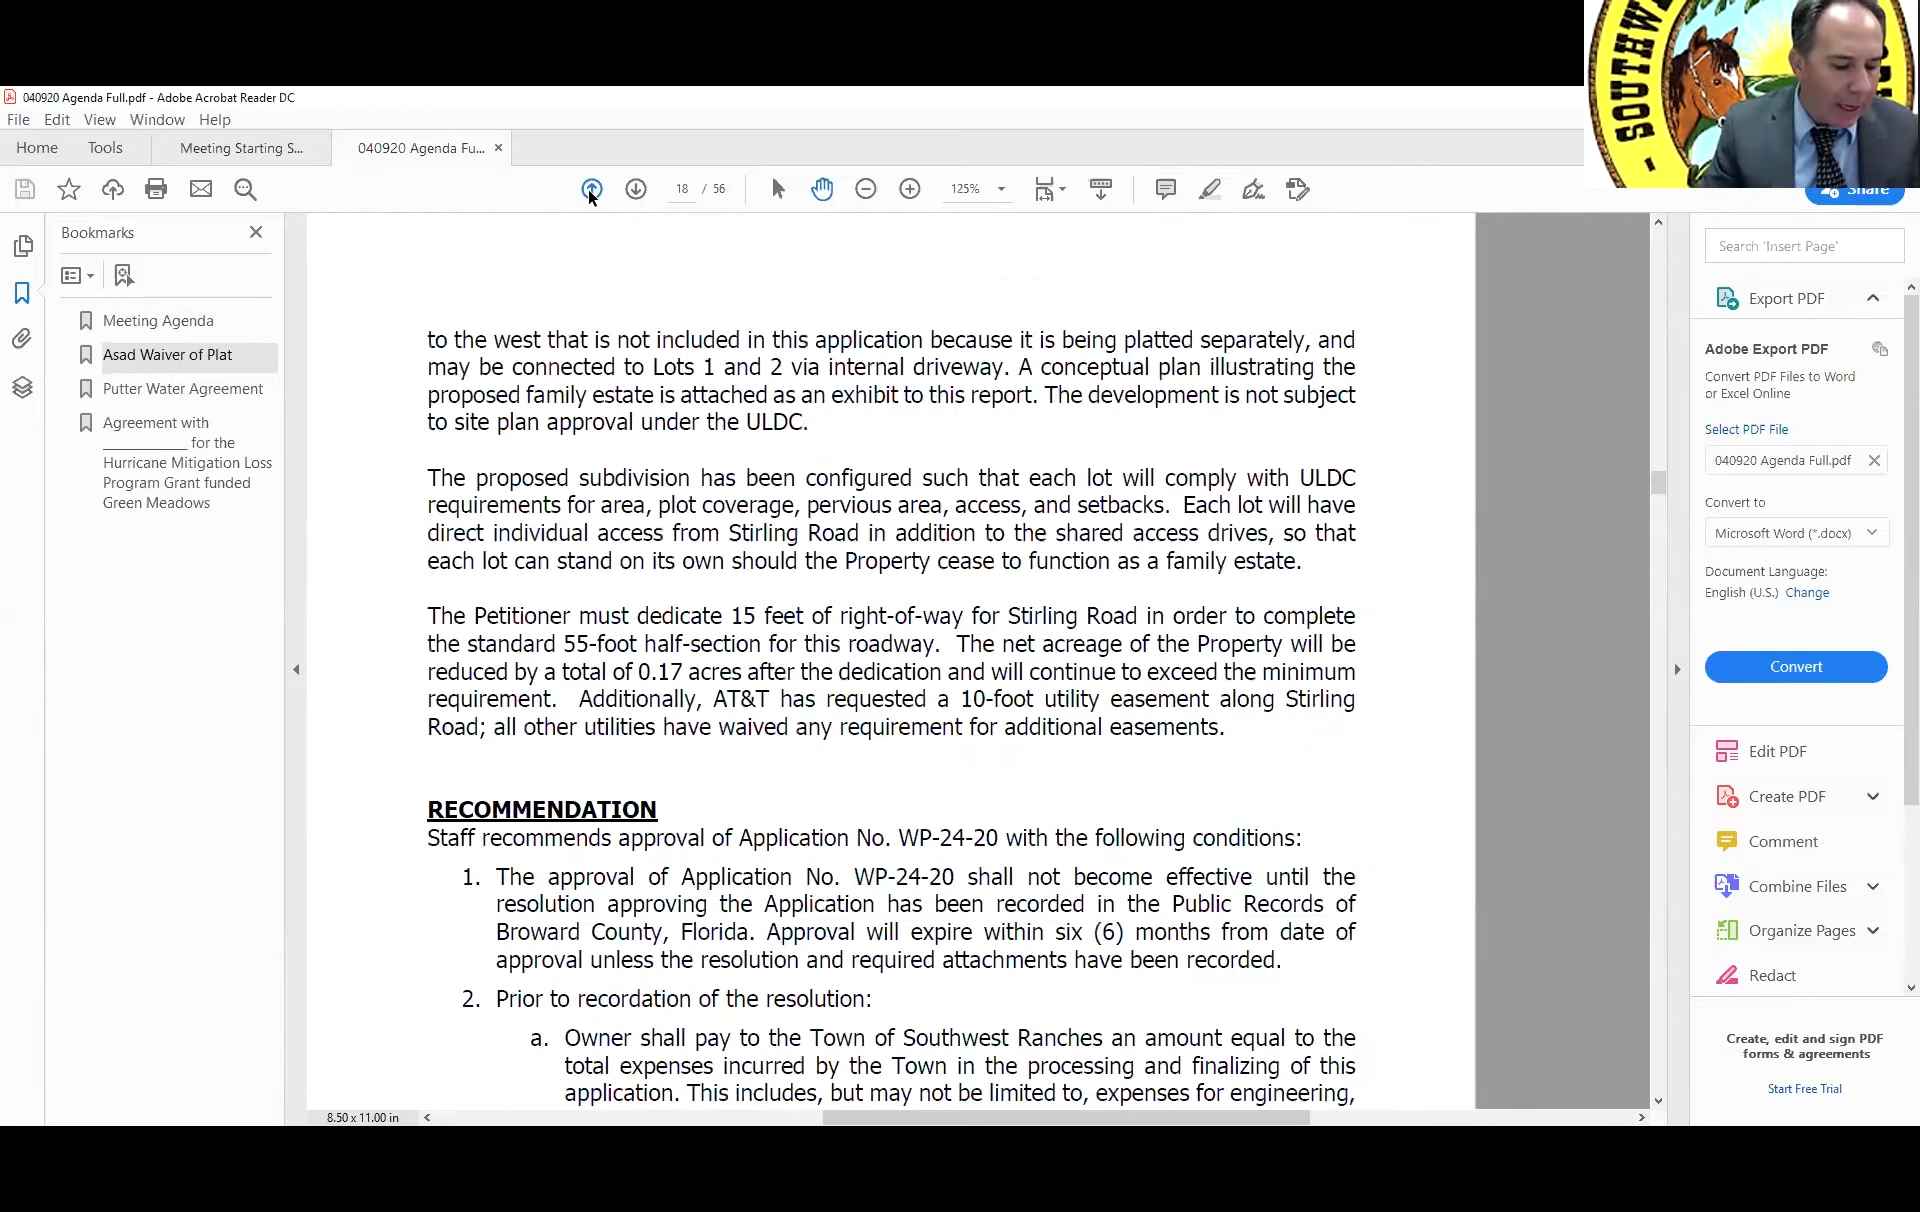 SOUTHW
040920 Agenda Full.pdf - Adobe Acrobat Reader DC
File Edit View Window Help
Home Tools Meeting Starting S... 040920 Agenda Fu... ×
18 / 56 125% Share
Bookmarks
Meeting Agenda
Asad Waiver of Plat
Putter Water Agreement
Agreement with
____________ for the
Hurricane Mitigation Loss
Program Grant funded
Green Meadows
to the west that is not included in this application because it is being platted separately, and
may be connected to Lots 1 and 2 via internal driveway. A conceptual plan illustrating the
proposed family estate is attached as an exhibit to this report. The development is not subject
to site plan approval under the ULDC.
The proposed subdivision has been configured such that each lot will comply with ULDC
requirements for area, plot coverage, pervious area, access, and setbacks. Each lot will have
direct individual access from Stirling Road in addition to the shared access drives, so that
each lot can stand on its own should the Property cease to function as a family estate.
The Petitioner must dedicate 15 feet of right-of-way for Stirling Road in order to complete
the standard 55-foot half-section for this roadway. The net acreage of the Property will be
reduced by a total of 0.17 acres after the dedication and will continue to exceed the minimum
requirement. Additionally, AT&T has requested a 10-foot utility easement along Stirling
Road; all other utilities have waived any requirement for additional easements.
RECOMMENDATION
Staff recommends approval of Application No. WP-24-20 with the following conditions:
1. The approval of Application No. WP-24-20 shall not become effective until the
resolution approving the Application has been recorded in the Public Records of
Broward County, Florida. Approval will expire within six (6) months from date of
approval unless the resolution and required attachments have been recorded.
2. Prior to recordation of the resolution:
a. Owner shall pay to the Town of Southwest Ranches an amount equal to the
total expenses incurred by the Town in the processing and finalizing of this
application. This includes, but may not be limited to, expenses for engineering,
8.50 x 11.00 in
Search 'Insert Page'
Export PDF
Adobe Export PDF
Convert PDF Files to Word
or Excel Online
Select PDF File
040920 Agenda Full.pdf
Convert to
Microsoft Word (*.docx)
Document Language:
English (U.S.) Change
Convert
Edit PDF
Create PDF
Comment
Combine Files
Organize Pages
Redact
Create, edit and sign PDF
forms & agreements
Start Free Trial